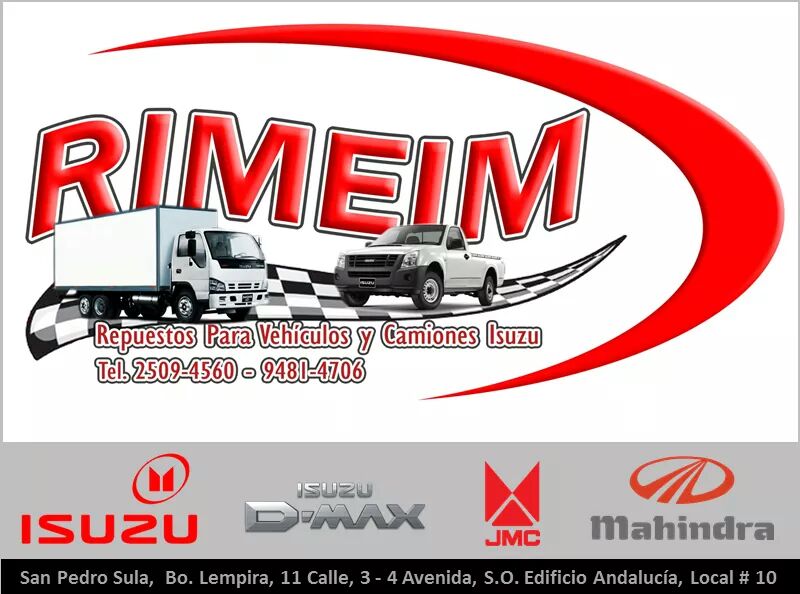 RIMEIM
ISUZU
Repuestos Para Vehículos y Camiones Isuzu
Tel. 2509-4560 - 9481-4706
ISUZU
ISUZU
D-MAX
JMC
Mahindra
San Pedro Sula, Bo. Lempira, 11 Calle, 3 - 4 Avenida, S.O. Edificio Andalucía, Local # 10